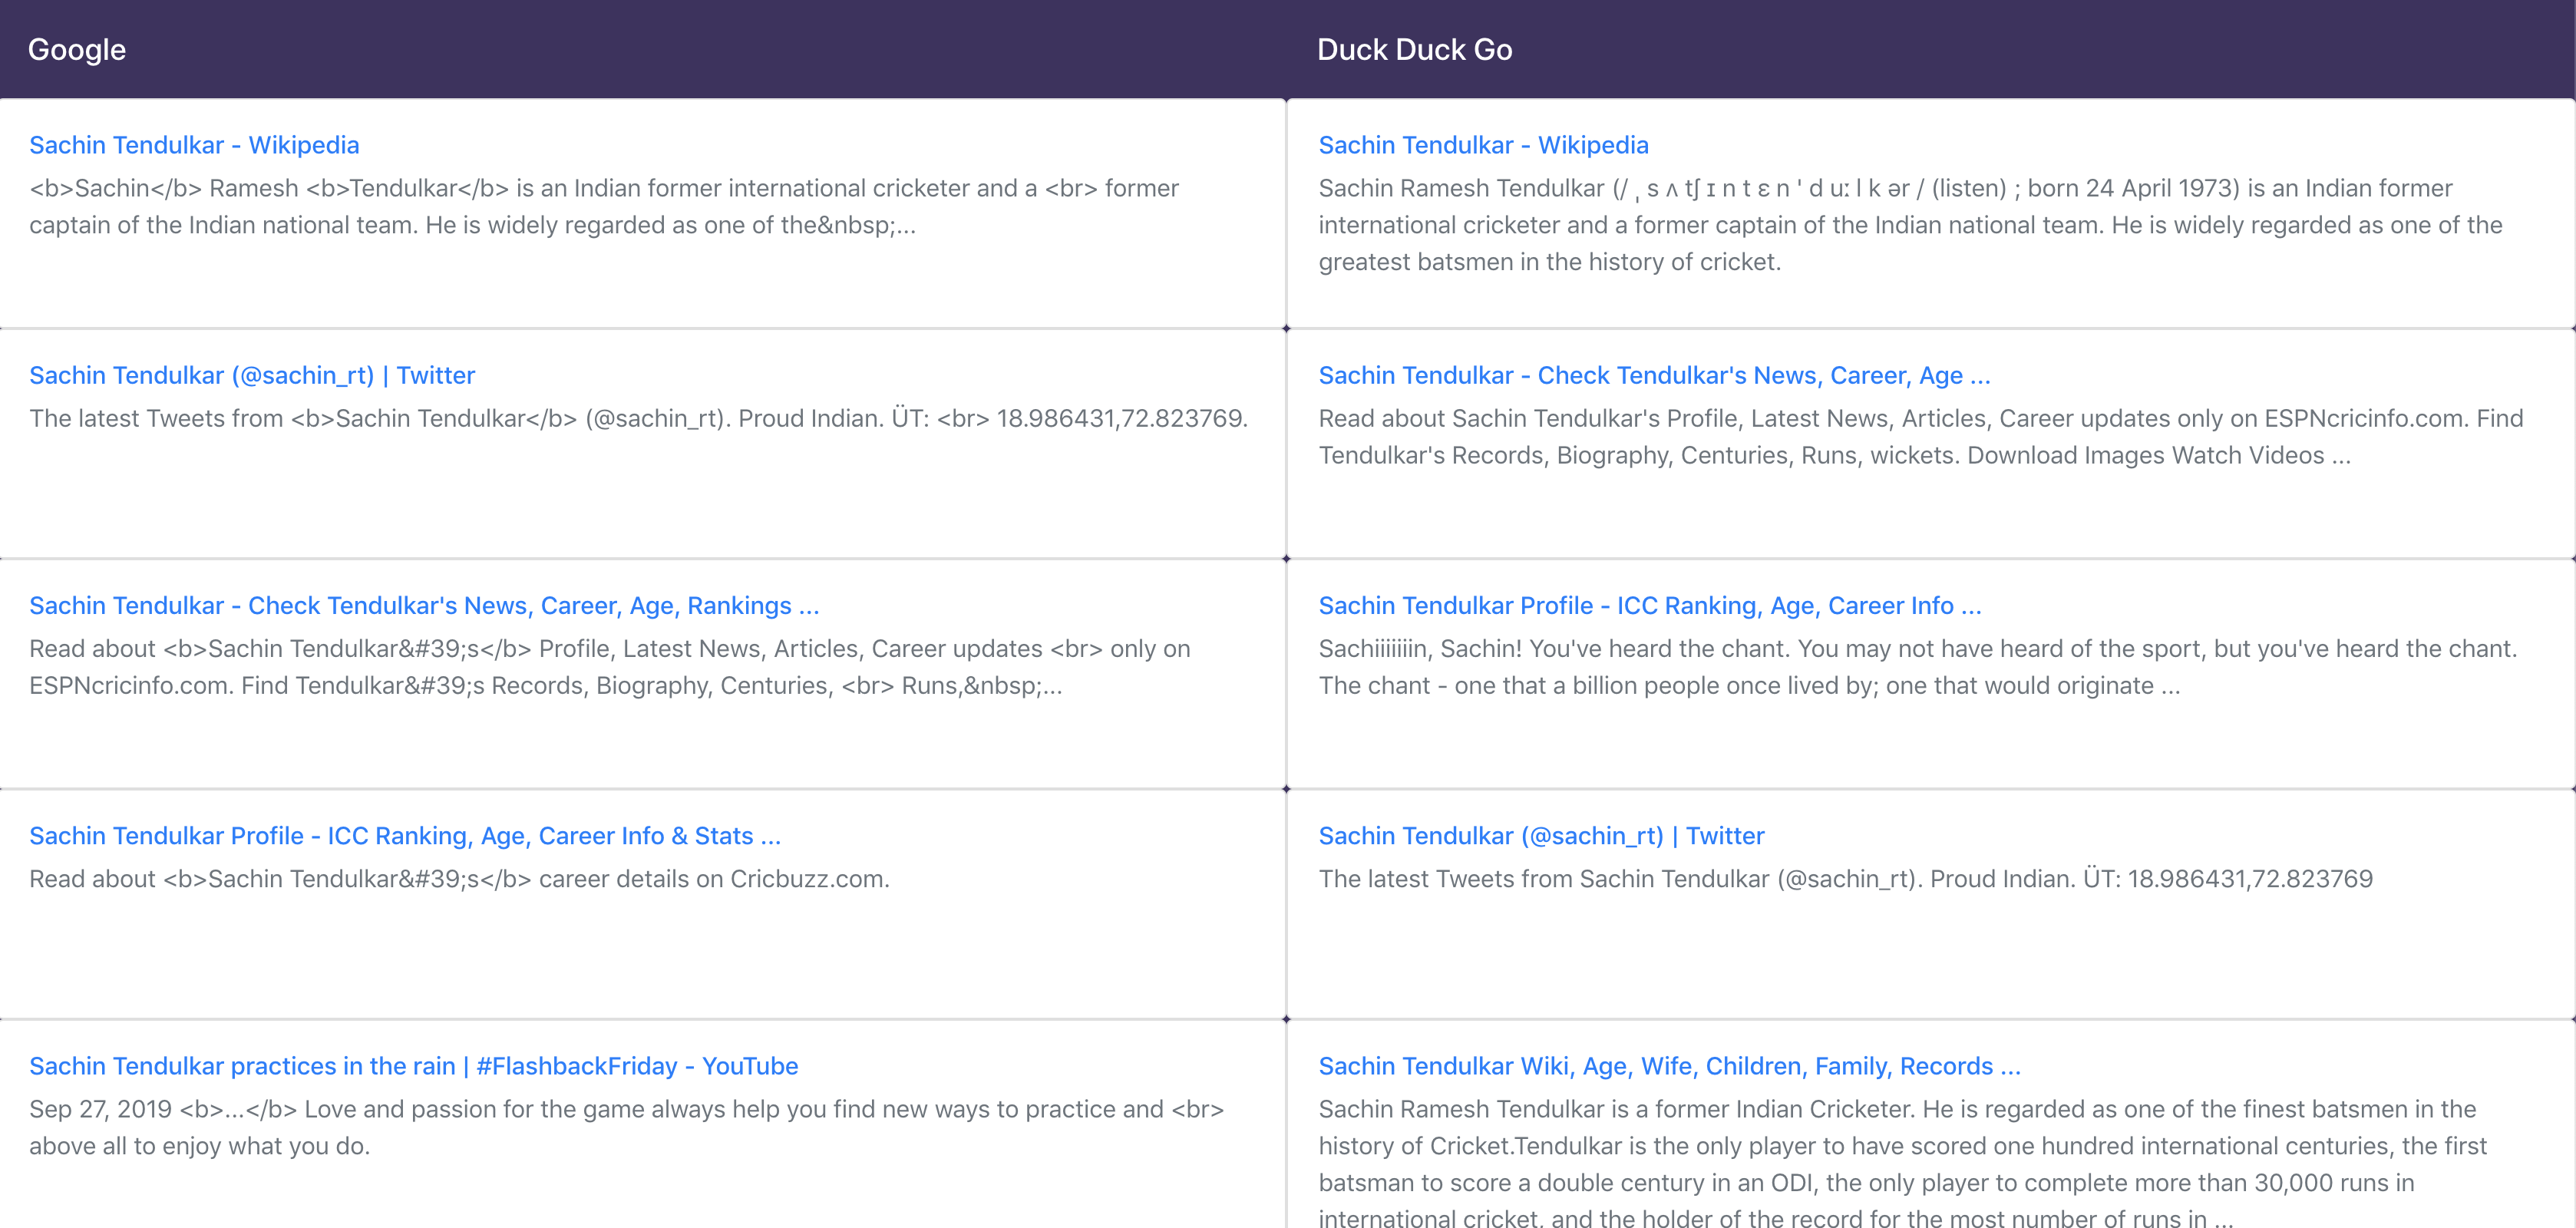 Google
Duck Duck Go
Sachin Tendulkar - Wikipedia
<b>Sachin</b> Ramesh <b>Tendulkar</b> is an Indian former international cricketer and a <br> former
captain of the Indian national team. He is widely regarded as one of the&nbsp;...
Sachin Tendulkar - Wikipedia
Sachin Ramesh Tendulkar (/ ˌ s ʌ tʃ ɪ n t ɛ n ' d uː l k ər / (listen) ; born 24 April 1973) is an Indian former
international cricketer and a former captain of the Indian national team. He is widely regarded as one of the
greatest batsmen in the history of cricket.
Sachin Tendulkar (@sachin_rt) | Twitter
The latest Tweets from <b>Sachin Tendulkar</b> (@sachin_rt). Proud Indian. ÜT: <br> 18.986431,72.823769.
Sachin Tendulkar - Check Tendulkar's News, Career, Age ...
Read about Sachin Tendulkar's Profile, Latest News, Articles, Career updates only on ESPNcricinfo.com. Find
Tendulkar's Records, Biography, Centuries, Runs, wickets. Download Images Watch Videos ...
Sachin Tendulkar - Check Tendulkar's News, Career, Age, Rankings ...
Read about <b>Sachin Tendulkar&#39;s</b> Profile, Latest News, Articles, Career updates <br> only on
ESPNcricinfo.com. Find Tendulkar&#39;s Records, Biography, Centuries, <br> Runs,&nbsp;...
Sachin Tendulkar Profile - ICC Ranking, Age, Career Info ...
Sachiiiiiiin, Sachin! You've heard the chant. You may not have heard of the sport, but you've heard the chant.
The chant - one that a billion people once lived by; one that would originate ...
Sachin Tendulkar Profile - ICC Ranking, Age, Career Info & Stats ...
Read about <b>Sachin Tendulkar&#39;s</b> career details on Cricbuzz.com.
Sachin Tendulkar (@sachin_rt) | Twitter
The latest Tweets from Sachin Tendulkar (@sachin_rt). Proud Indian. ÜT: 18.986431,72.823769
Sachin Tendulkar practices in the rain | #FlashbackFriday - YouTube
Sep 27, 2019 <b>...</b> Love and passion for the game always help you find new ways to practice and <br>
above all to enjoy what you do.
Sachin Tendulkar Wiki, Age, Wife, Children, Family, Records ...
Sachin Ramesh Tendulkar is a former Indian Cricketer. He is regarded as one of the finest batsmen in the
history of Cricket.Tendulkar is the only player to have scored one hundred international centuries, the first
batsman to score a double century in an ODI, the only player to complete more than 30,000 runs in
international cricket, and the holder of the record for the most number of runs in ...